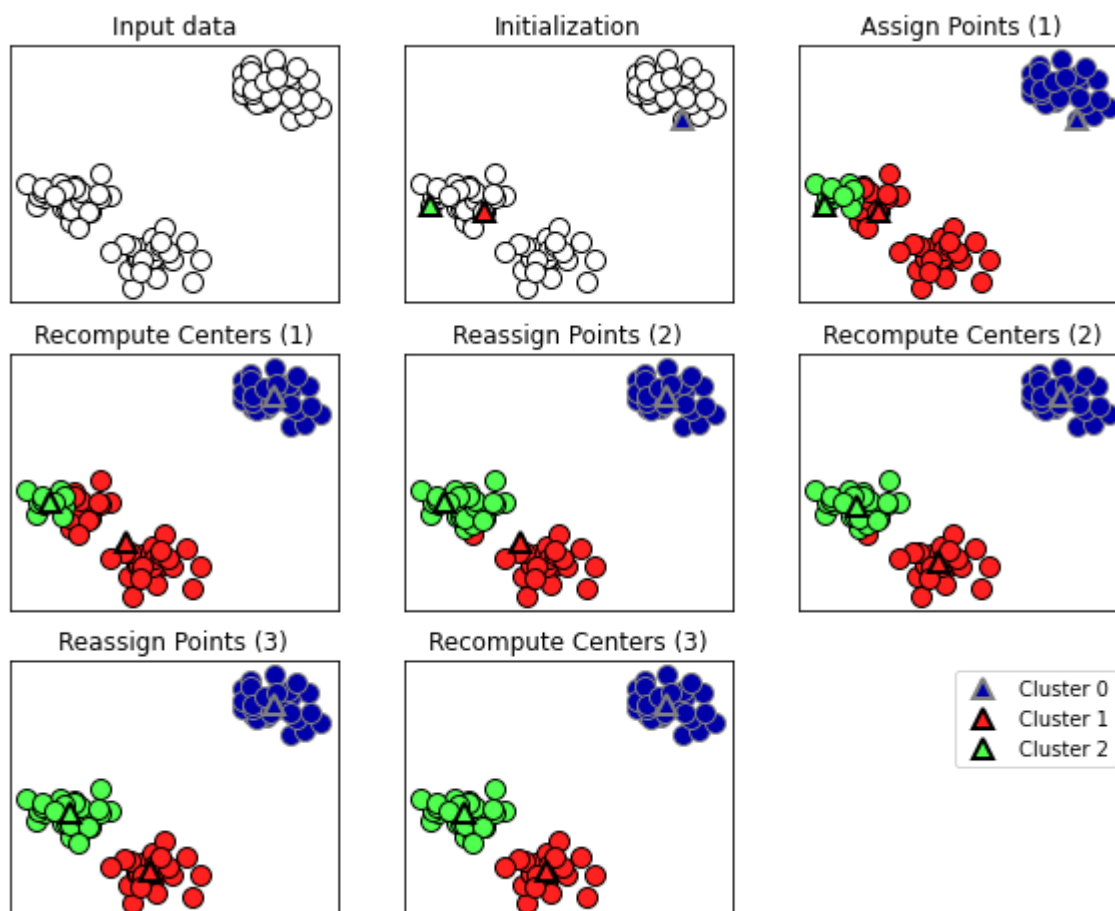 Input data
Initialization
Assign Points (1)
Recompute Centers (1)
Reassign Points (2)
Recompute Centers (2)
Reassign Points (3)
Recompute Centers (3)
Cluster 0
Cluster 1
Cluster 2